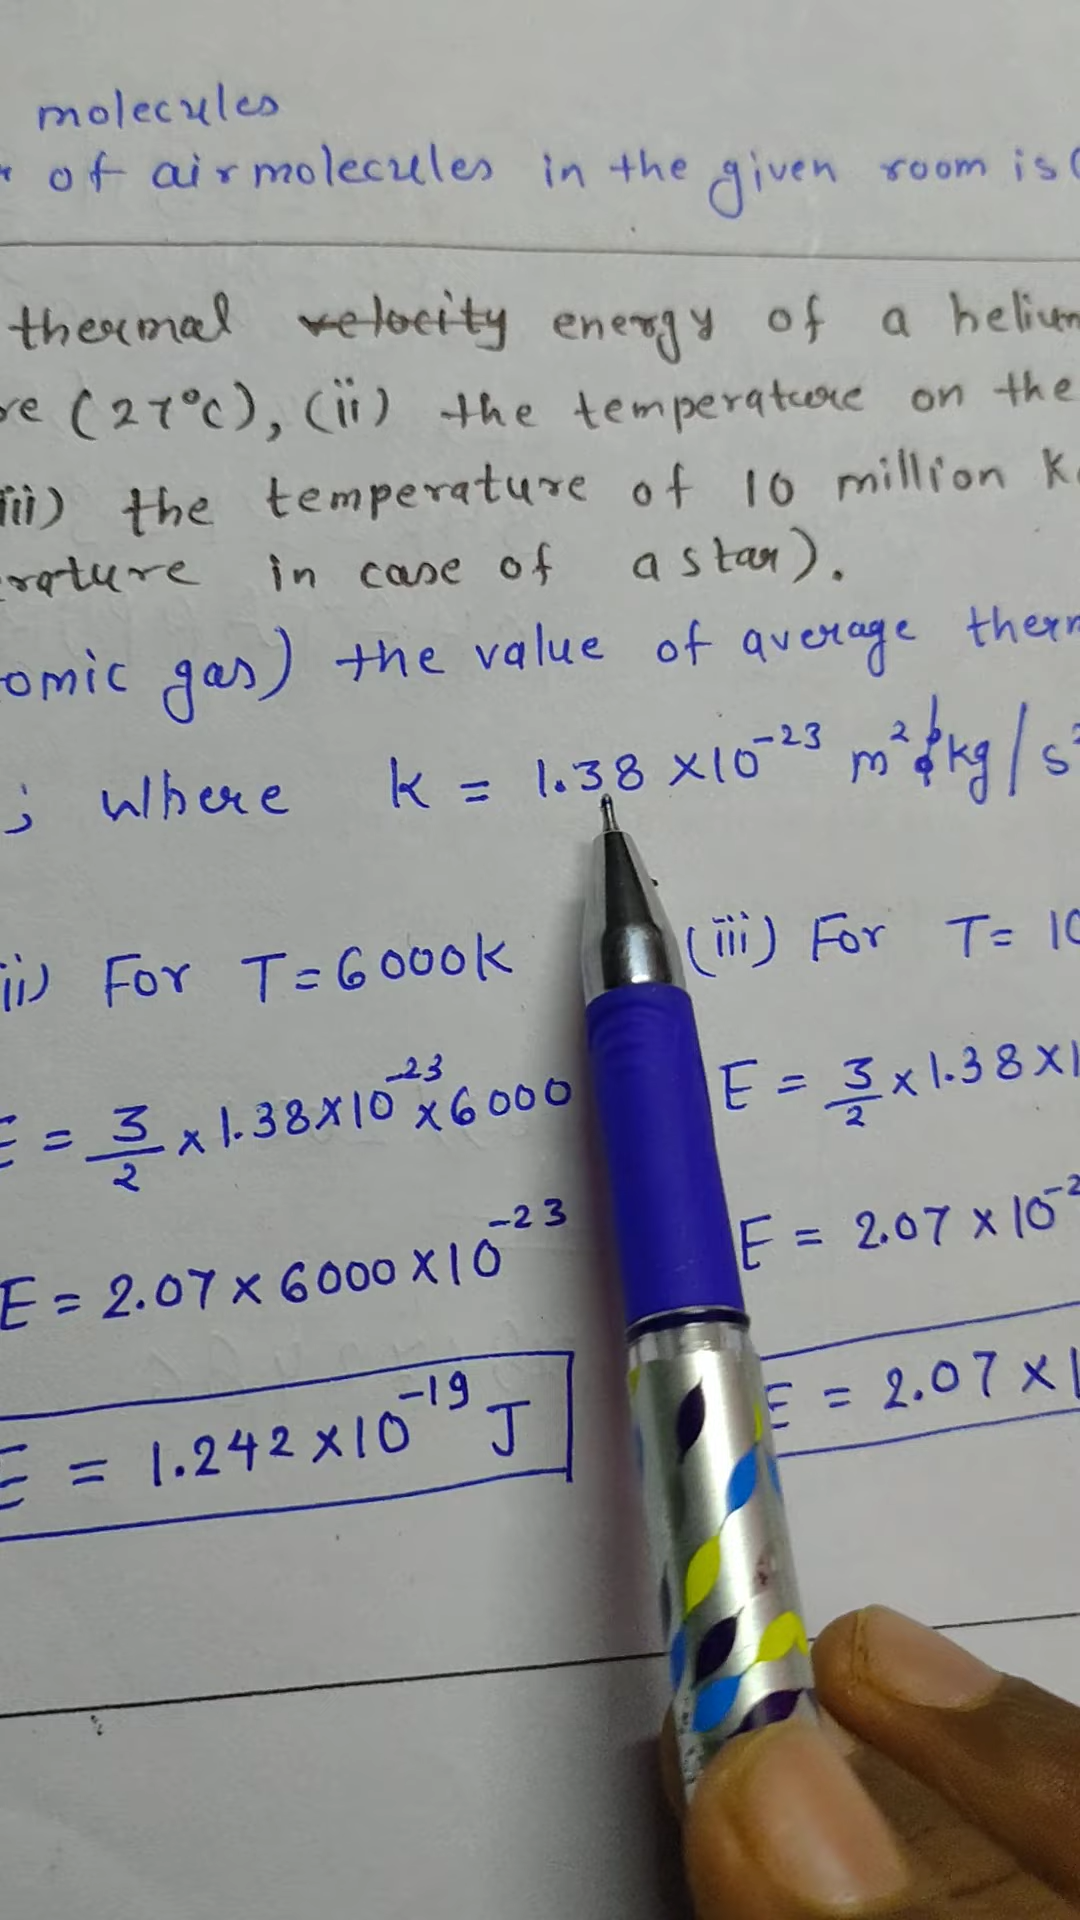 molecules
of air molecules in the given room is
thermal velocity energy of a helium
re (27°C), (ii) the temperature on the
iii) the temperature of 10 million K
rature in case of a star).
omic gas) the value of average therm
; where k = 1.38 ×10⁻²³ m² kg/s²
ii) For T=6000K
(iii) For T= 10
E = 3/2 × 1.38×10⁻²³ ×6000
E = 3/2 × 1.38×1
E = 2.07 × 6000 ×10⁻²³
E = 2.07 × 10⁻²
E = 1.242 ×10⁻¹⁹ J
E = 2.07 × 1